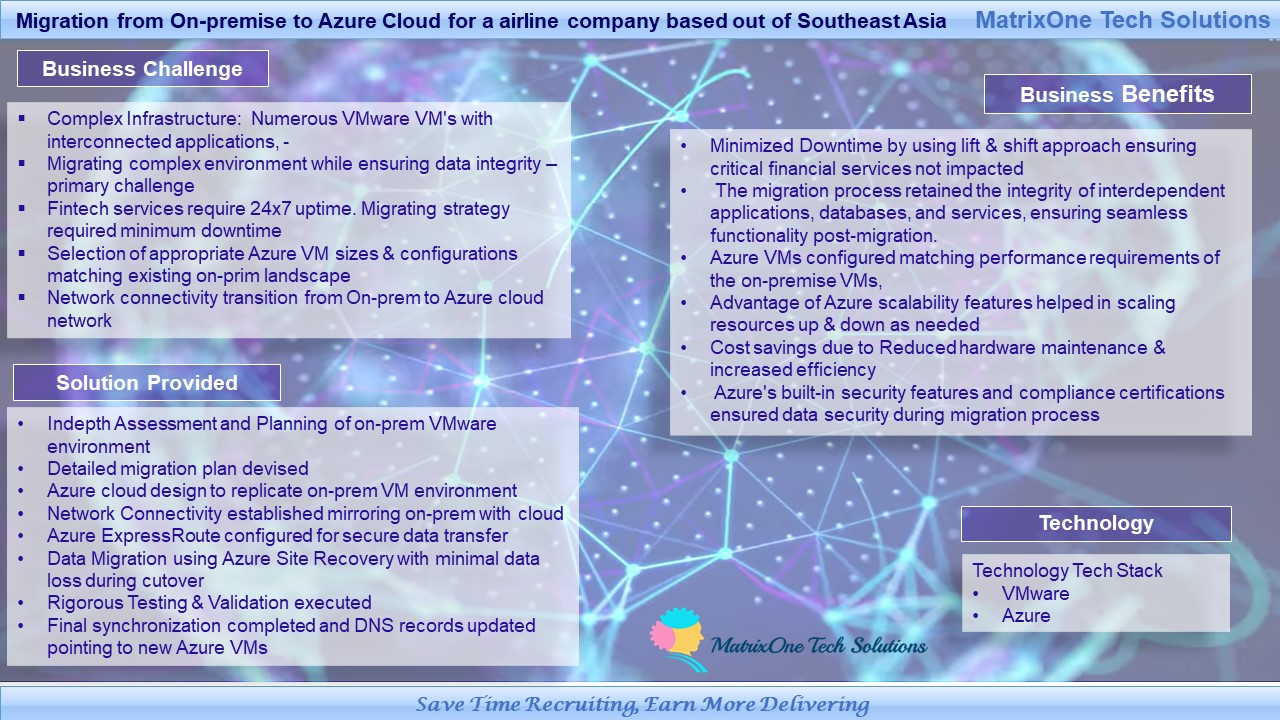 Migration from On-premise to Azure Cloud for a airline company based out of Southeast Asia
MatrixOne Tech Solutions
Business Challenge
▪ Complex Infrastructure: Numerous VMware VM's with
interconnected applications, -
▪ Migrating complex environment while ensuring data integrity –
primary challenge
▪ Fintech services require 24x7 uptime. Migrating strategy
required minimum downtime
▪ Selection of appropriate Azure VM sizes & configurations
matching existing on-prim landscape
▪ Network connectivity transition from On-prem to Azure cloud
network
Solution Provided
• Indepth Assessment and Planning of on-prem VMware
environment
• Detailed migration plan devised
• Azure cloud design to replicate on-prem VM environment
• Network Connectivity established mirroring on-prem with cloud
• Azure ExpressRoute configured for secure data transfer
• Data Migration using Azure Site Recovery with minimal data
loss during cutover
• Rigorous Testing & Validation executed
• Final synchronization completed and DNS records updated
pointing to new Azure VMs
Business Benefits
• Minimized Downtime by using lift & shift approach ensuring
critical financial services not impacted
• The migration process retained the integrity of interdependent
applications, databases, and services, ensuring seamless
functionality post-migration.
• Azure VMs configured matching performance requirements of
the on-premise VMs,
• Advantage of Azure scalability features helped in scaling
resources up & down as needed
• Cost savings due to Reduced hardware maintenance &
increased efficiency
• Azure's built-in security features and compliance certifications
ensured data security during migration process
Technology
Technology Tech Stack
• VMware
• Azure
MatrixOne Tech Solutions
Save Time Recruiting, Earn More Delivering